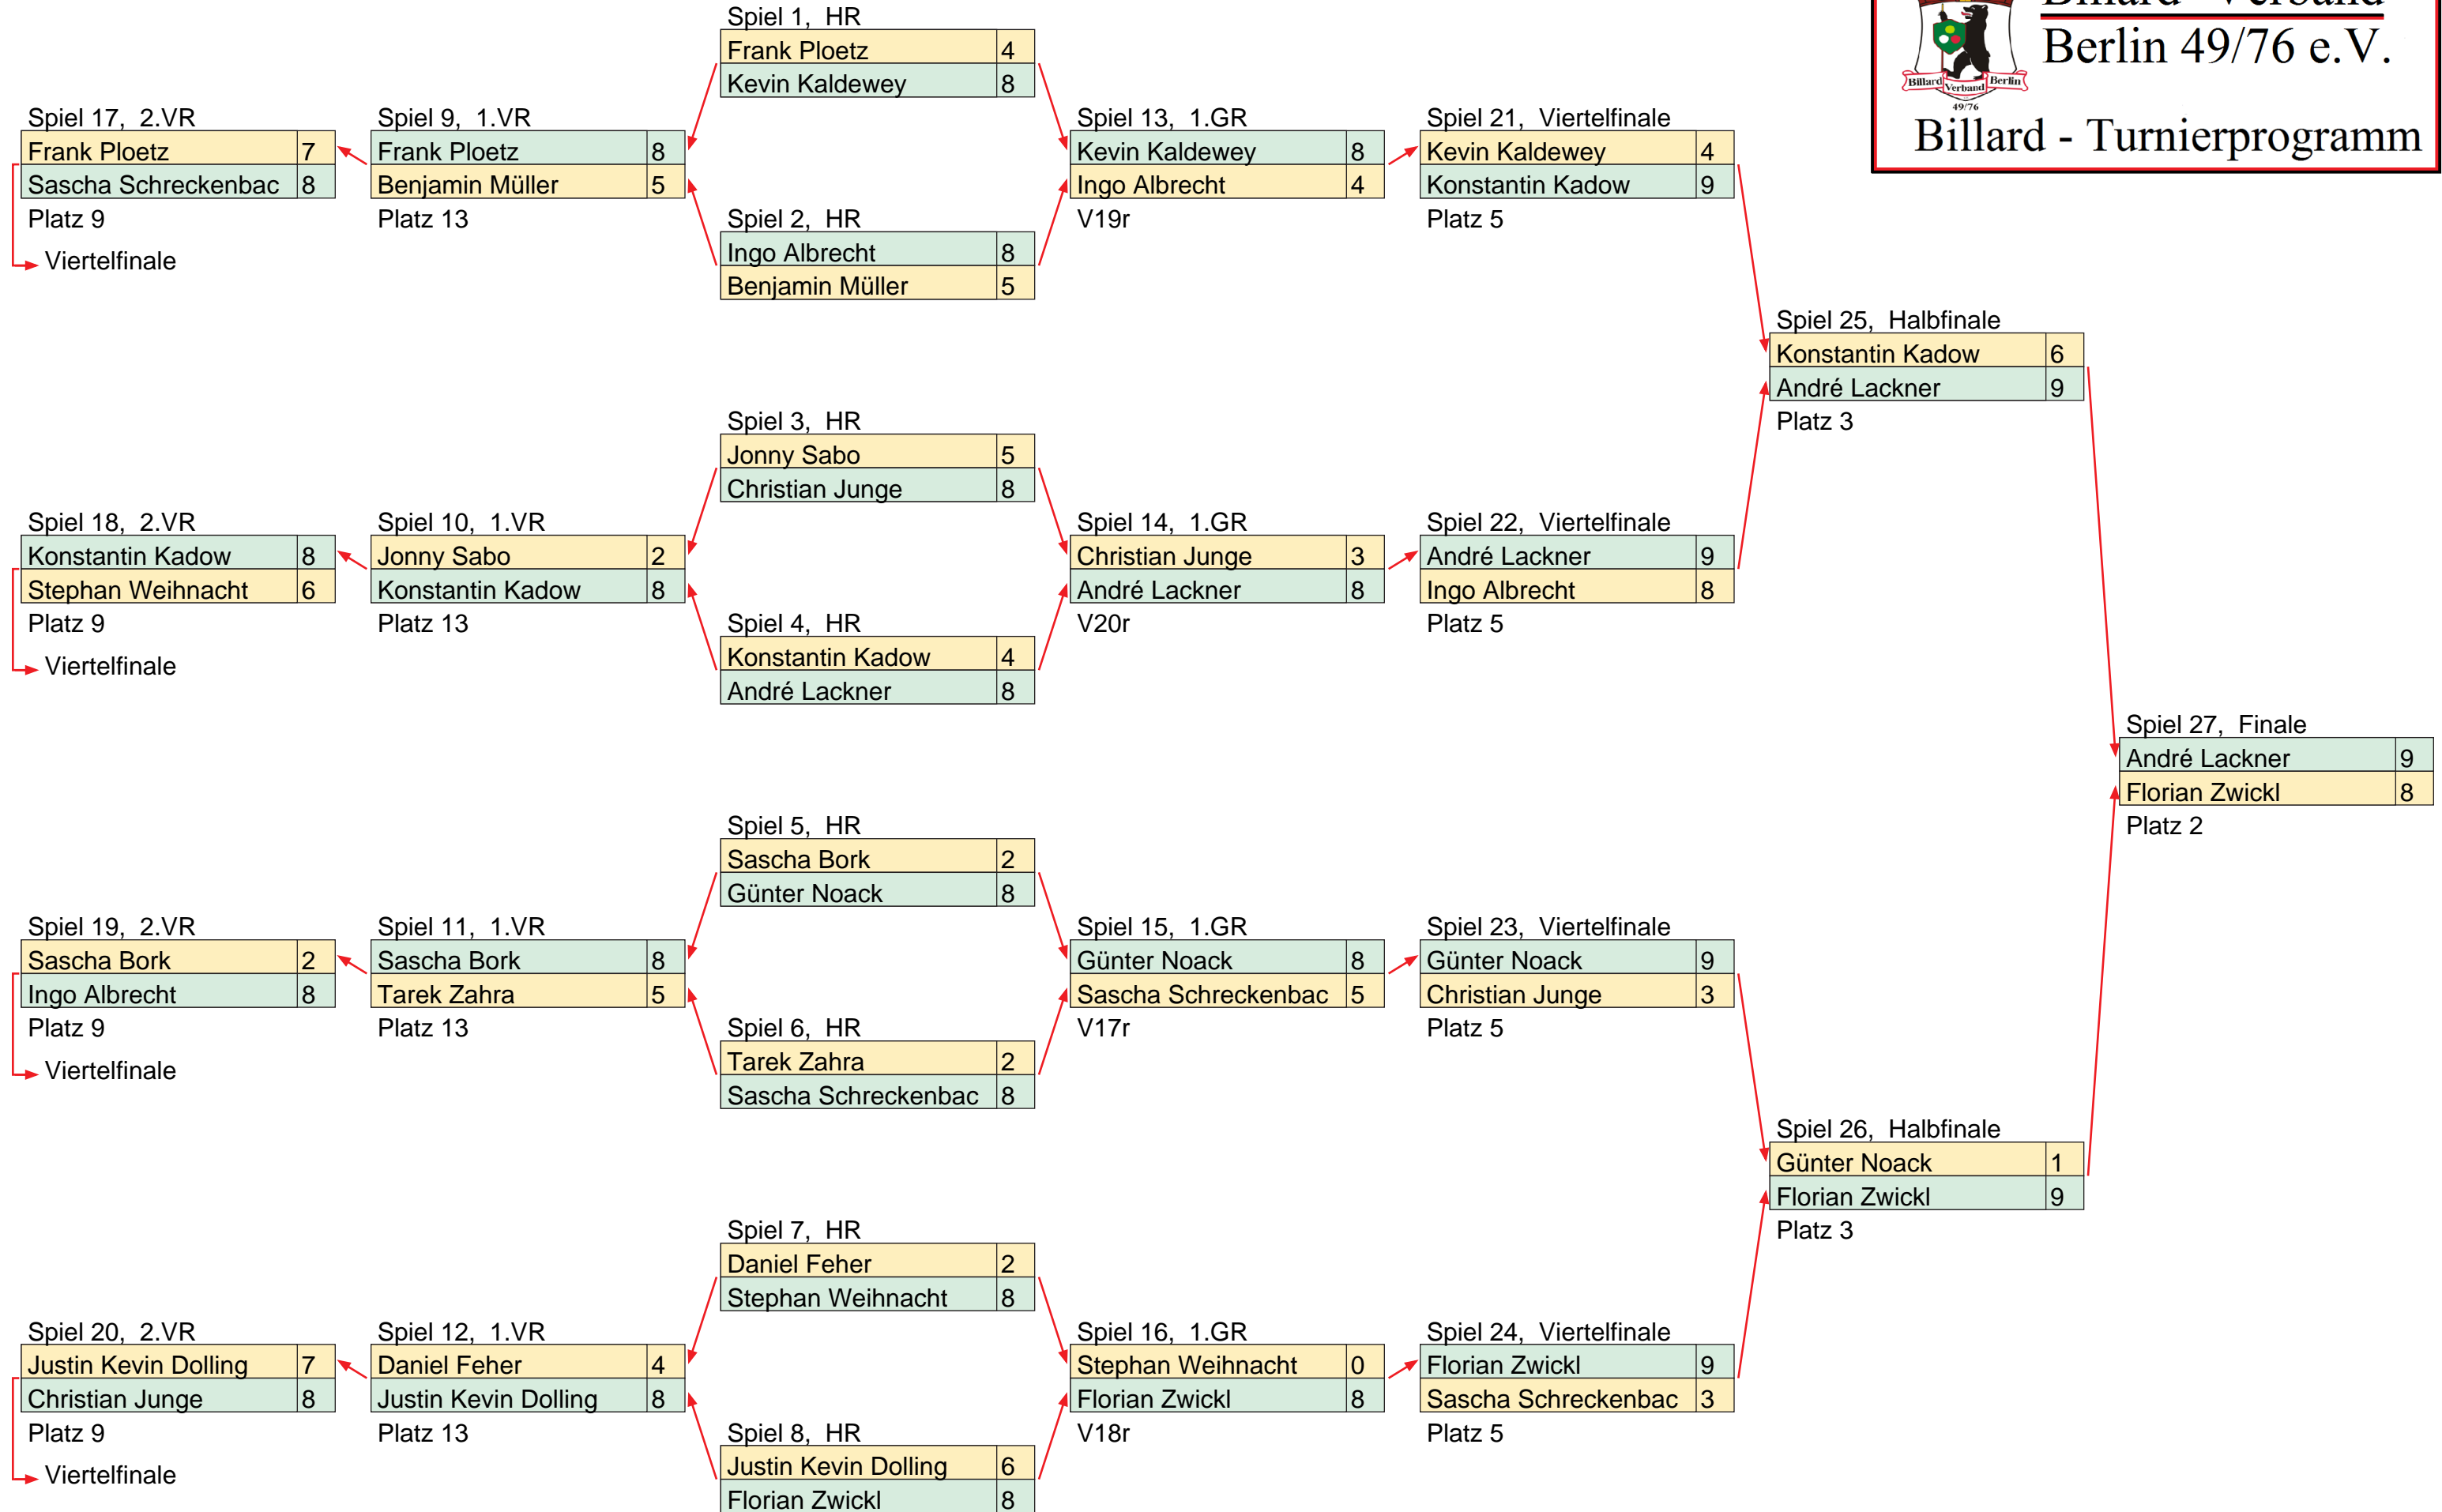 Spiel 1, HR
Frank Ploetz 4
Kevin Kaldewey 8
Billard - Verband
Berlin 49/76 e.V.
Billard Verband Berlin
49/76
Billard - Turnierprogramm
Spiel 17, 2.VR
Frank Ploetz 7
Sascha Schreckenbac 8
Platz 9
Viertelfinale
Spiel 9, 1.VR
Frank Ploetz 8
Benjamin Müller 5
Platz 13
Spiel 2, HR
Ingo Albrecht 8
Benjamin Müller 5
Spiel 13, 1.GR
Kevin Kaldewey 8
Ingo Albrecht 4
V19r
Spiel 21, Viertelfinale
Kevin Kaldewey 4
Konstantin Kadow 9
Platz 5
Spiel 25, Halbfinale
Konstantin Kadow 6
André Lackner 9
Platz 3
Spiel 3, HR
Jonny Sabo 5
Christian Junge 8
Spiel 18, 2.VR
Konstantin Kadow 8
Stephan Weihnacht 6
Platz 9
Viertelfinale
Spiel 10, 1.VR
Jonny Sabo 2
Konstantin Kadow 8
Platz 13
Spiel 4, HR
Konstantin Kadow 4
André Lackner 8
Spiel 14, 1.GR
Christian Junge 3
André Lackner 8
V20r
Spiel 22, Viertelfinale
André Lackner 9
Ingo Albrecht 8
Platz 5
Spiel 27, Finale
André Lackner 9
Florian Zwickl 8
Platz 2
Spiel 5, HR
Sascha Bork 2
Günter Noack 8
Spiel 19, 2.VR
Sascha Bork 2
Ingo Albrecht 8
Platz 9
Viertelfinale
Spiel 11, 1.VR
Sascha Bork 8
Tarek Zahra 5
Platz 13
Spiel 6, HR
Tarek Zahra 2
Sascha Schreckenbac 8
Spiel 15, 1.GR
Günter Noack 8
Sascha Schreckenbac 5
V17r
Spiel 23, Viertelfinale
Günter Noack 9
Christian Junge 3
Platz 5
Spiel 26, Halbfinale
Günter Noack 1
Florian Zwickl 9
Platz 3
Spiel 7, HR
Daniel Feher 2
Stephan Weihnacht 8
Spiel 20, 2.VR
Justin Kevin Dolling 7
Christian Junge 8
Platz 9
Viertelfinale
Spiel 12, 1.VR
Daniel Feher 4
Justin Kevin Dolling 8
Platz 13
Spiel 8, HR
Justin Kevin Dolling 6
Florian Zwickl 8
Spiel 16, 1.GR
Stephan Weihnacht 0
Florian Zwickl 8
V18r
Spiel 24, Viertelfinale
Florian Zwickl 9
Sascha Schreckenbac 3
Platz 5